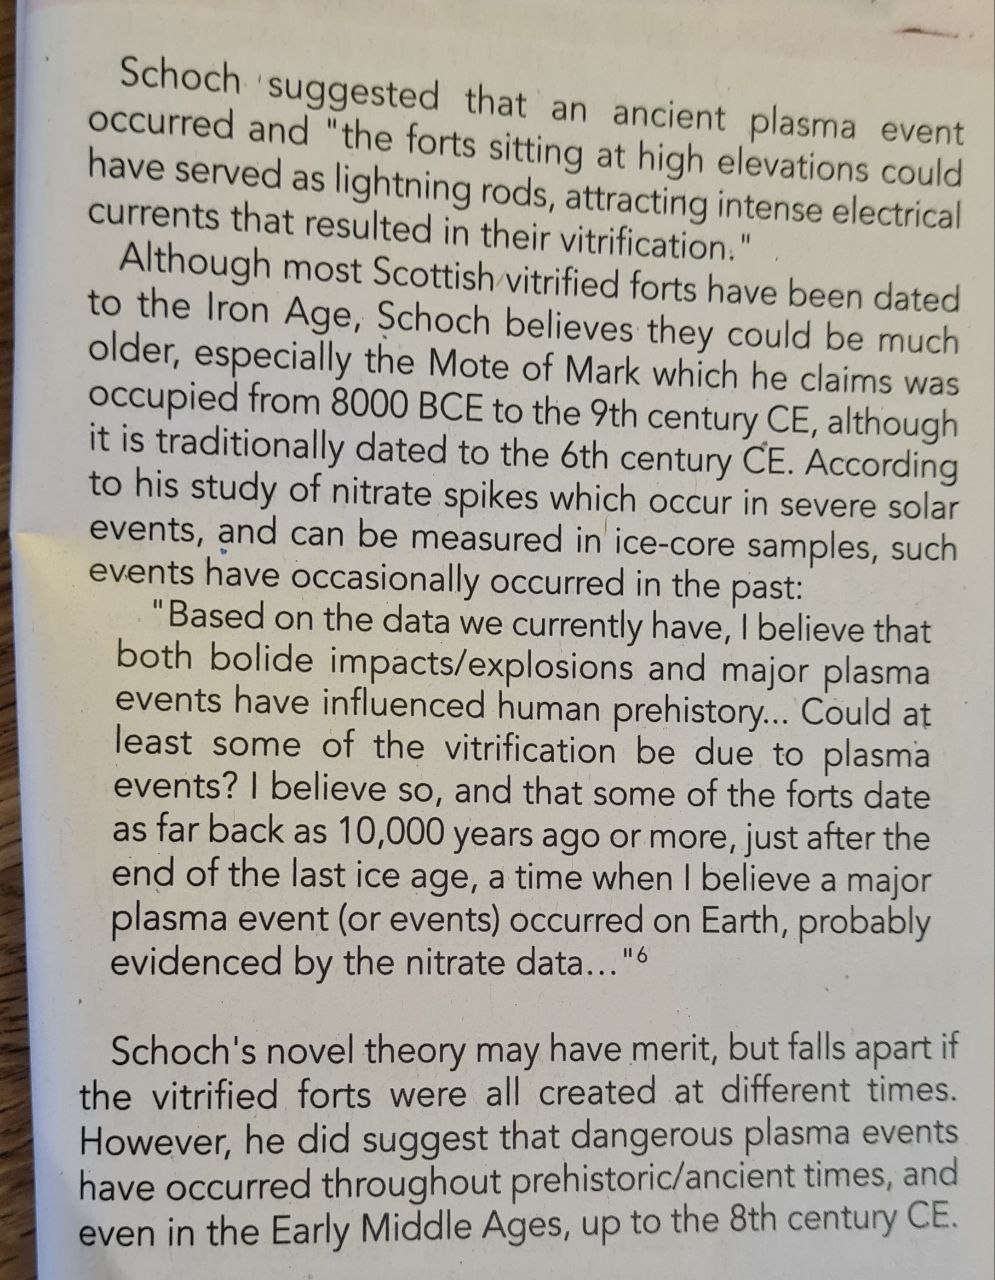 Schoch suggested that an ancient plasma event
occurred and "the forts sitting at high elevations could
have served as lightning rods, attracting intense electrical
currents that resulted in their vitrification."
Although most Scottish vitrified forts have been dated
to the Iron Age, Schoch believes they could be much
older, especially the Mote of Mark which he claims was
occupied from 8000 BCE to the 9th century CE, although
it is traditionally dated to the 6th century CE. According
to his study of nitrate spikes which occur in severe solar
events, and can be measured in ice-core samples, such
events have occasionally occurred in the past:
"Based on the data we currently have, I believe that
both bolide impacts/explosions and major plasma
events have influenced human prehistory... Could at
least some of the vitrification be due to plasma
events? I believe so, and that some of the forts date
as far back as 10,000 years ago or more, just after the
end of the last ice age, a time when I believe a major
plasma event (or events) occurred on Earth, probably
evidenced by the nitrate data..."6
Schoch's novel theory may have merit, but falls apart if
the vitrified forts were all created at different times.
However, he did suggest that dangerous plasma events
have occurred throughout prehistoric/ancient times, and
even in the Early Middle Ages, up to the 8th century CE.